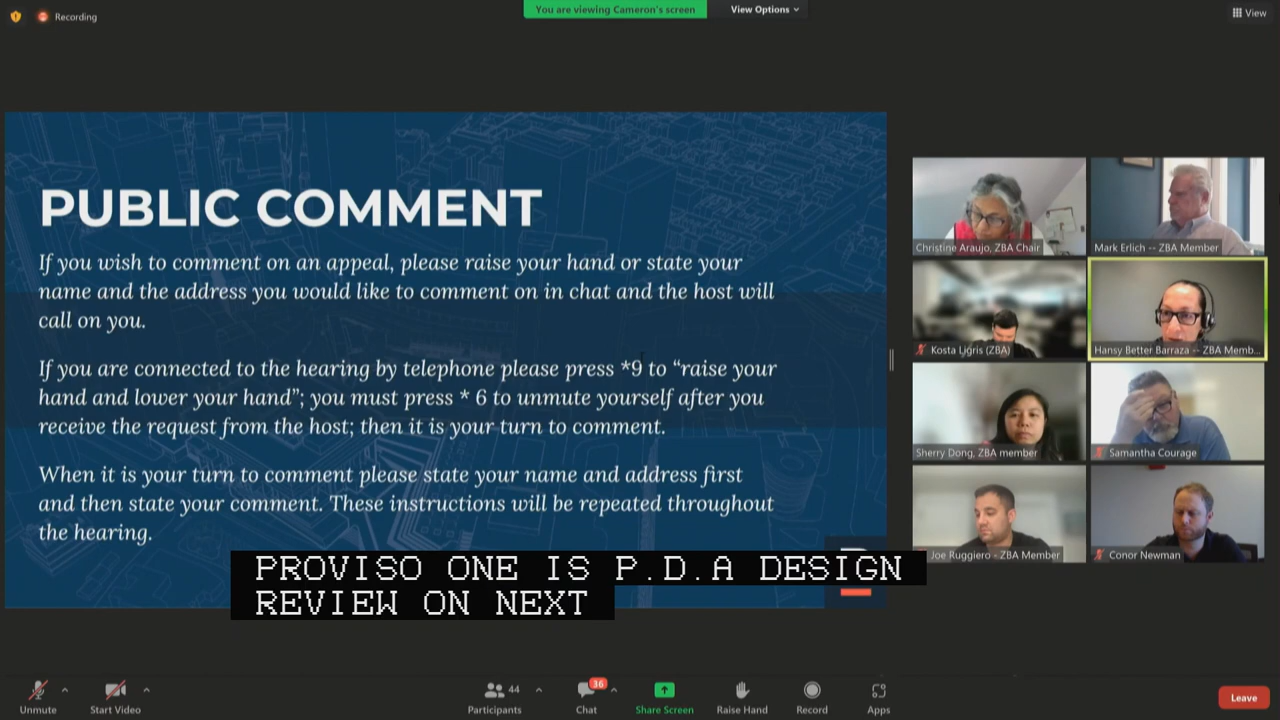 Recording
You are viewing Cameron's screen
View Options
View
PUBLIC COMMENT
If you wish to comment on an appeal, please raise your hand or state your
name and the address you would like to comment on in chat and the host will
call on you.
If you are connected to the hearing by telephone please press *9 to “raise your
hand and lower your hand”; you must press * 6 to unmute yourself after you
receive the request from the host; then it is your turn to comment.
When it is your turn to comment please state your name and address first
and then state your comment. These instructions will be repeated throughout
the hearing.
PROVISO ONE IS P.D.A DESIGN
REVIEW ON NEXT
Christine Araujo, ZBA Chair
Mark Erlich -- ZBA Member
Kosta Ligris (ZBA)
Hansy Better Barraza -- ZBA Memb...
Sherry Dong, ZBA member
Samantha Courage
Joe Ruggiero - ZBA Member
Conor Newman
Unmute
Start Video
44
Participants
36
Chat
Share Screen
Raise Hand
Record
Apps
Leave